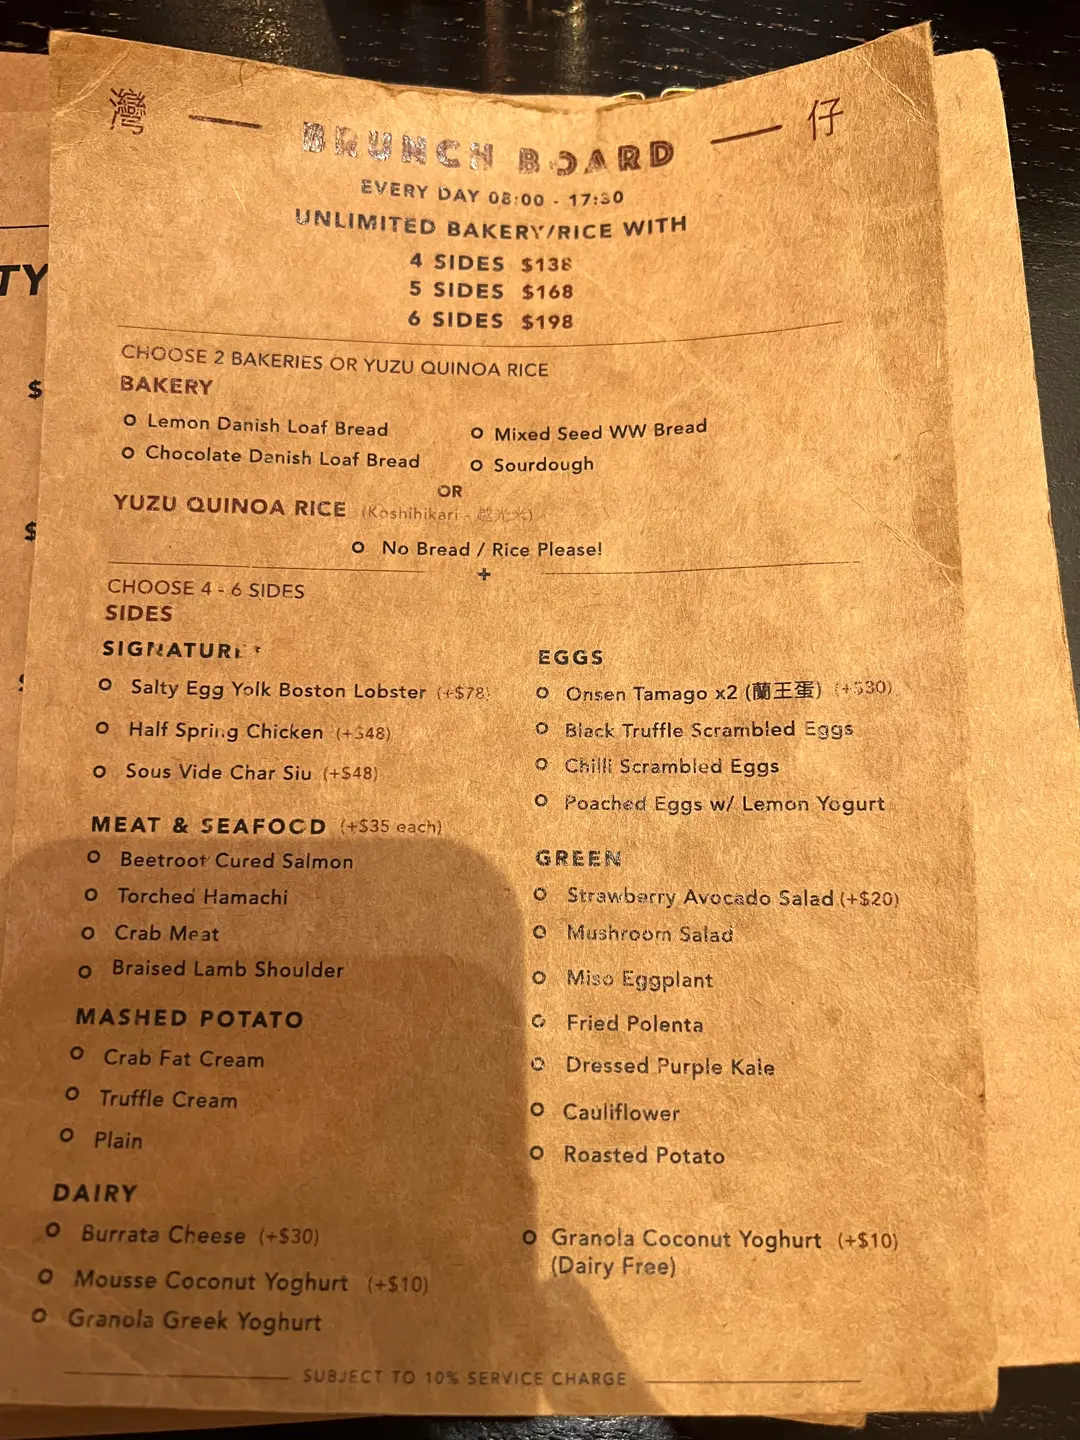 灣 — BRUNCH BOARD — 仔
EVERY DAY 08:00 - 17:30
UNLIMITED BAKERY/RICE WITH
4 SIDES $138
5 SIDES $168
6 SIDES $198
CHOOSE 2 BAKERIES OR YUZU QUINOA RICE
BAKERY
Lemon Danish Loaf Bread
Chocolate Danish Loaf Bread
Mixed Seed WW Bread
Sourdough
OR
YUZU QUINOA RICE (Koshihikari - 越光米)
No Bread / Rice Please!
+
CHOOSE 4 - 6 SIDES
SIDES
SIGNATURE
Salty Egg Yolk Boston Lobster (+$78)
Half Spring Chicken (+$48)
Sous Vide Char Siu (+$48)
MEAT & SEAFOOD (+$35 each)
Beetroot Cured Salmon
Torched Hamachi
Crab Meat
Braised Lamb Shoulder
MASHED POTATO
Crab Fat Cream
Truffle Cream
Plain
DAIRY
Burrata Cheese (+$30)
Mousse Coconut Yoghurt (+$10)
Granola Greek Yoghurt
EGGS
Onsen Tamago x2 (蘭王蛋) (+$30)
Black Truffle Scrambled Eggs
Chilli Scrambled Eggs
Poached Eggs w/ Lemon Yogurt
GREEN
Strawberry Avocado Salad (+$20)
Mushroom Salad
Miso Eggplant
Fried Polenta
Dressed Purple Kale
Cauliflower
Roasted Potato
Granola Coconut Yoghurt (+$10)
(Dairy Free)
SUBJECT TO 10% SERVICE CHARGE
TY
$
$